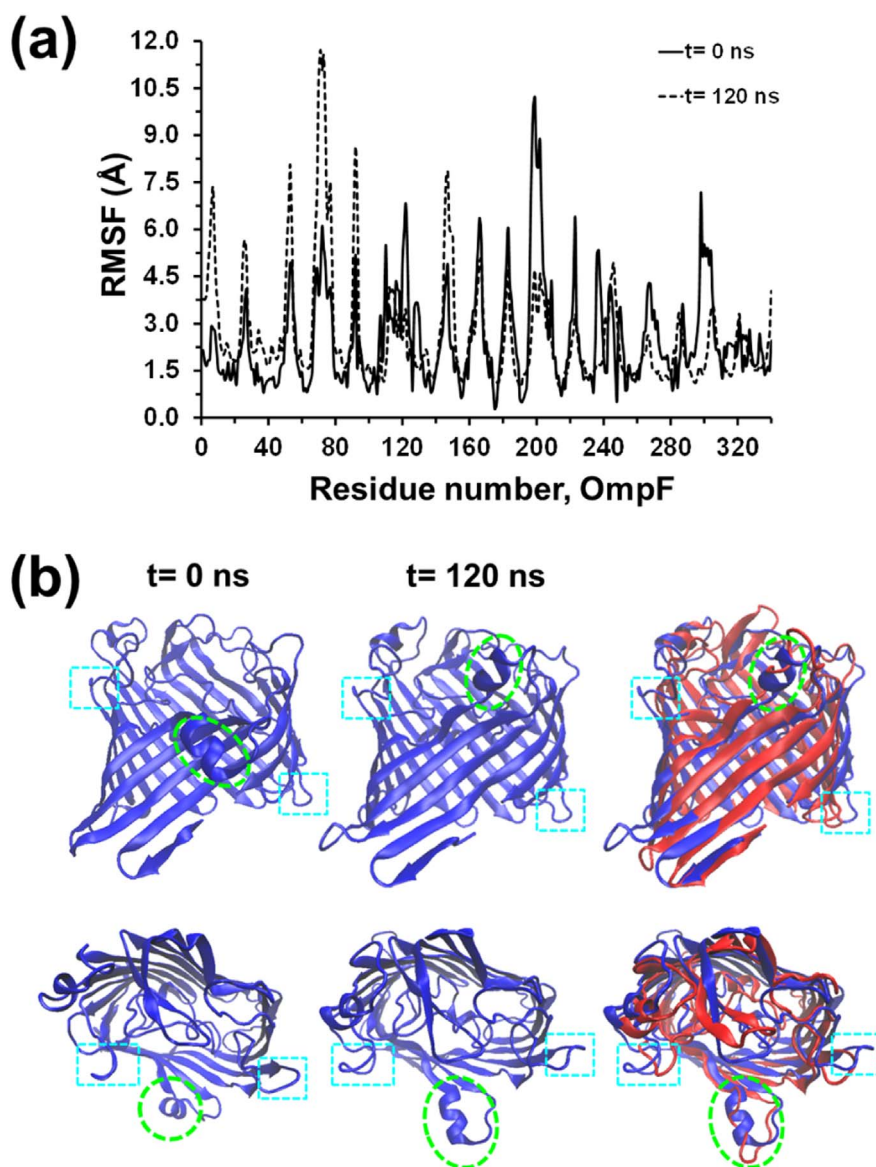 (a)
12.0
10.5
9.0
7.5
6.0
4.5
3.0
1.5
0.0
RMSF (Å)
t= 0 ns
t= 120 ns
0 40 80 120 160 200 240 280 320
Residue number, OmpF
(b)
t= 0 ns t= 120 ns